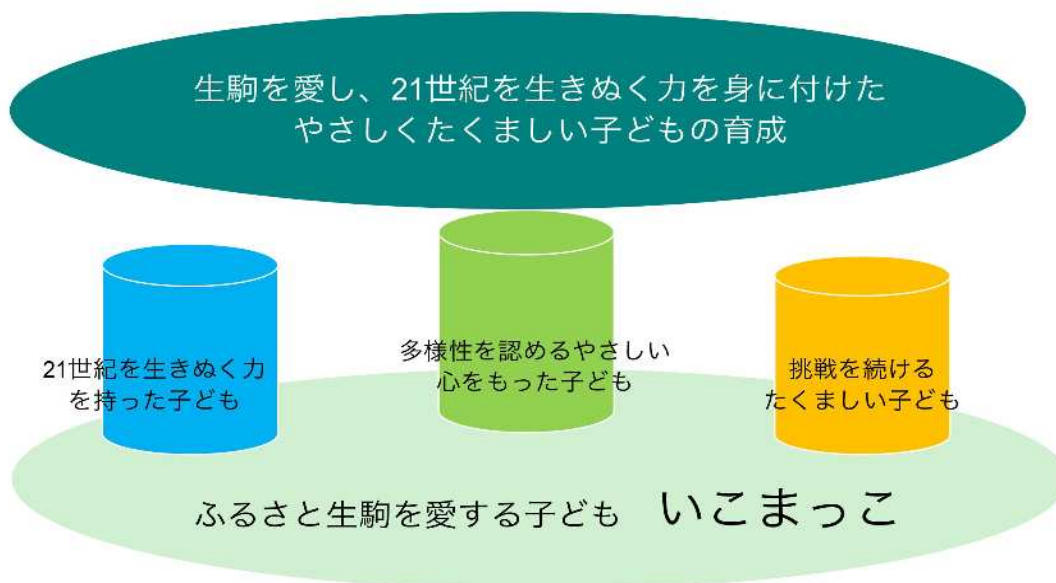 生駒を愛し、21世紀を生きぬく力を身に付けた
やさしくたくましい子どもの育成
21世紀を生きぬく力
を持った子ども
多様性を認めるやさしい
心をもった子ども
挑戦を続ける
たくましい子ども
ふるさと生駒を愛する子ども　いこまっこ